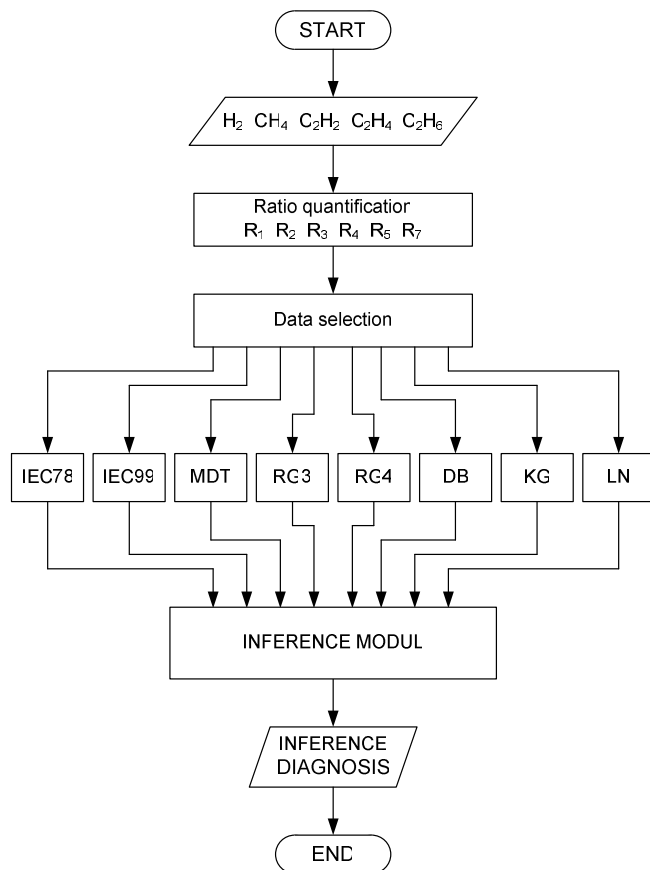 START
H₂ CH₄ C₂H₂ C₂H₄ C₂H₆
Ratio quantification
R₁ R₂ R₃ R₄ R₅ R₇
Data selection
IEC78 IEC99 MDT RG3 RG4 DB KG LN
INFERENCE MODUL
INFERENCE
DIAGNOSIS
END